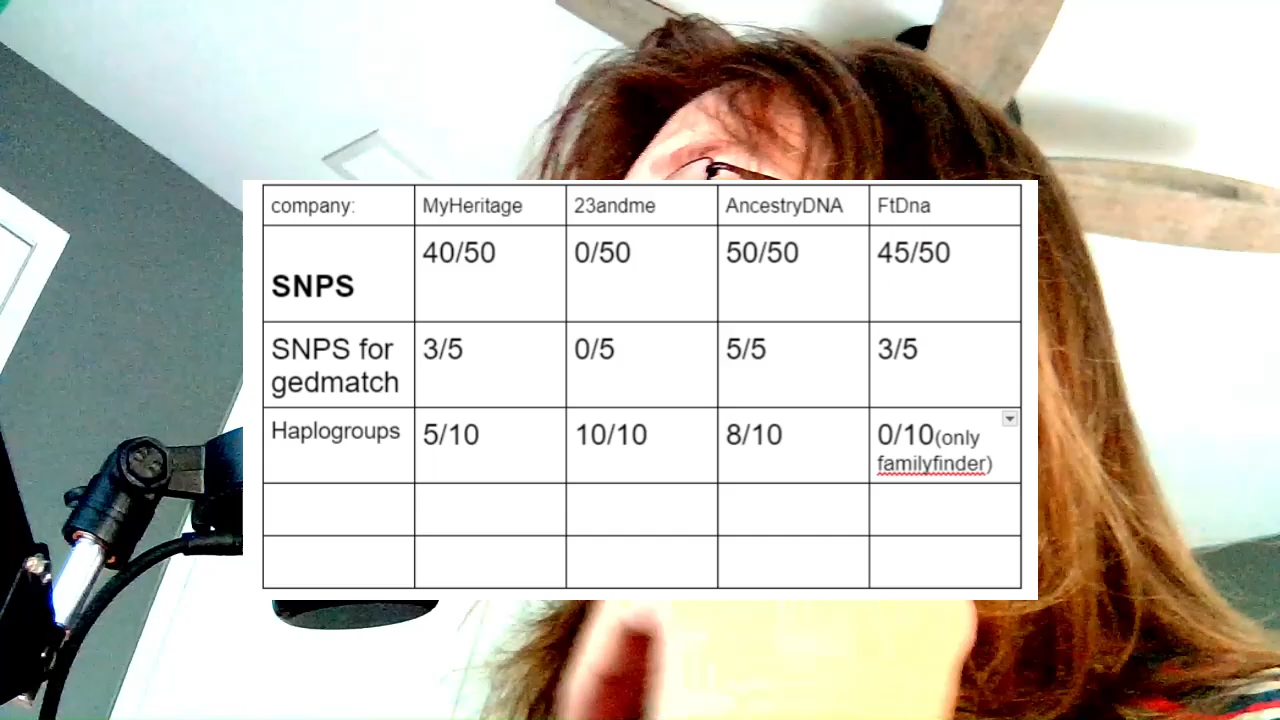 company: MyHeritage 23andme AncestryDNA FtDna
SNPS 40/50 0/50 50/50 45/50
SNPS for gedmatch 3/5 0/5 5/5 3/5
Haplogroups 5/10 10/10 8/10 0/10(only familyfinder)